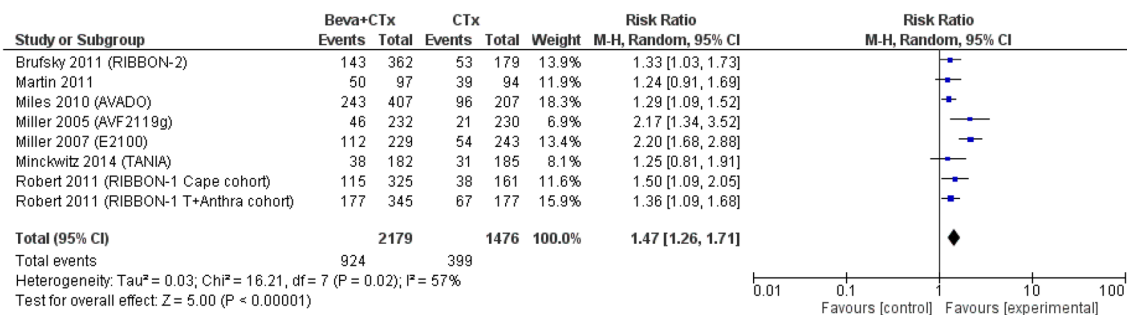 Beva+CTx CTx Risk Ratio Risk Ratio
Study or Subgroup Events Total Events Total Weight M-H, Random, 95% CI M-H, Random, 95% CI
Brufsky 2011 (RIBBON-2) 143 362 53 179 13.9% 1.33 [1.03, 1.73]
Martin 2011 50 97 39 94 11.9% 1.24 [0.91, 1.69]
Miles 2010 (AVADO) 243 407 96 207 18.3% 1.29 [1.09, 1.52]
Miller 2005 (AVF2119g) 46 232 21 230 6.9% 2.17 [1.34, 3.52]
Miller 2007 (E2100) 112 229 54 243 13.4% 2.20 [1.68, 2.88]
Minckwitz 2014 (TANIA) 38 182 31 185 8.1% 1.25 [0.81, 1.91]
Robert 2011 (RIBBON-1 Cape cohort) 115 325 38 161 11.6% 1.50 [1.09, 2.05]
Robert 2011 (RIBBON-1 T+Anthra cohort) 177 345 67 177 15.9% 1.36 [1.09, 1.68]
Total (95% CI) 2179 1476 100.0% 1.47 [1.26, 1.71]
Total events 924 399
Heterogeneity: Tau² = 0.03; Chi² = 16.21, df = 7 (P = 0.02); I² = 57%
Test for overall effect: Z = 5.00 (P < 0.00001)
0.01 0.1 1 10 100
Favours [control] Favours [experimental]